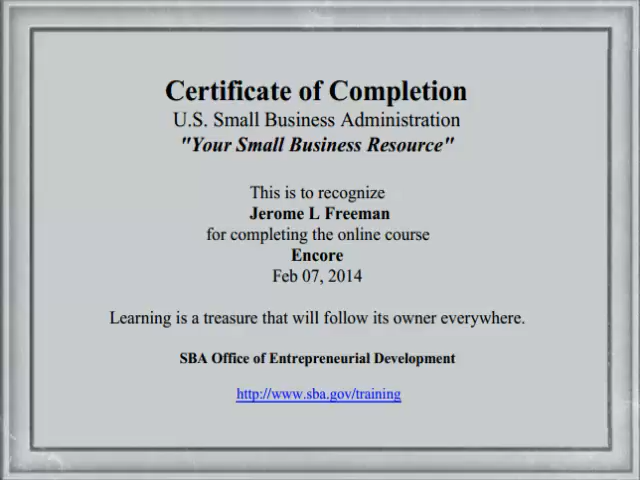 Certificate of Completion
U.S. Small Business Administration
"Your Small Business Resource"
This is to recognize
Jerome L Freeman
for completing the online course
Encore
Feb 07, 2014
Learning is a treasure that will follow its owner everywhere.
SBA Office of Entrepreneurial Development
http://www.sba.gov/training